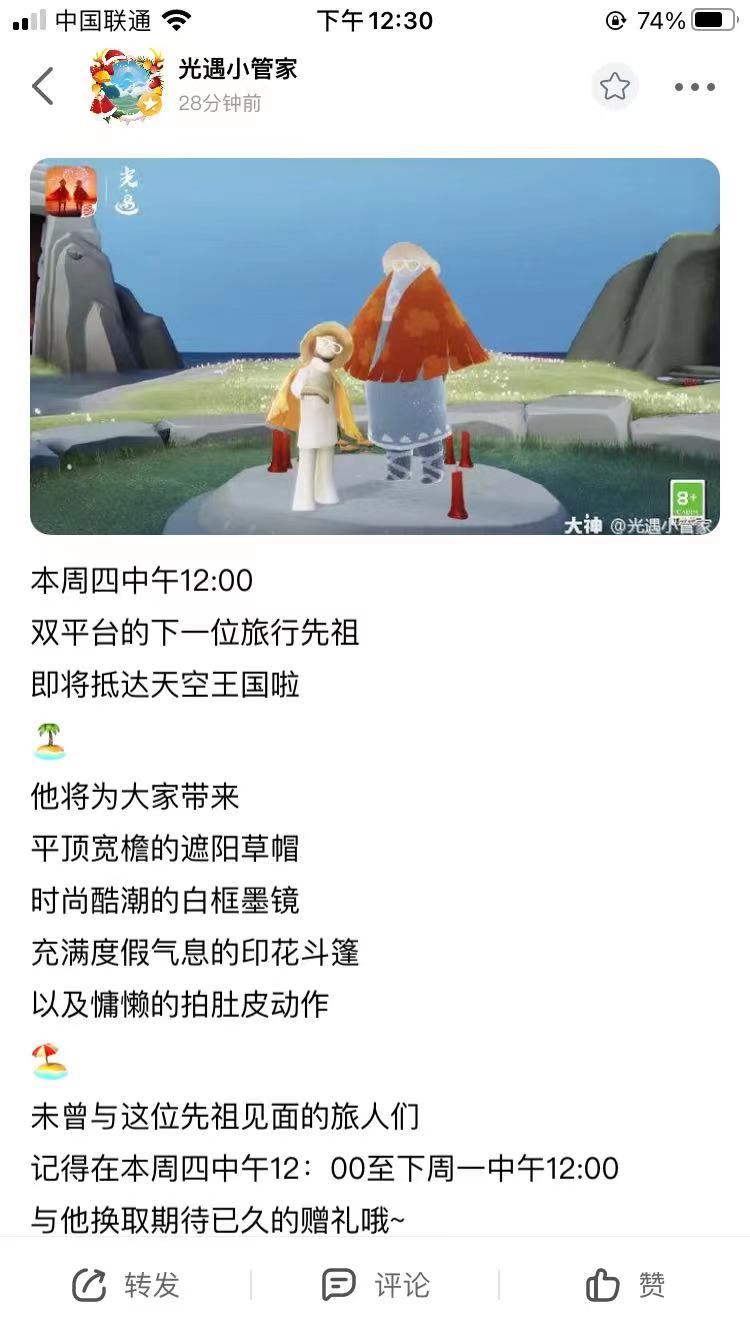 中国联通
下午12:30
74%
光遇小管家
28分钟前
光遇
8+
CADPA
大神 @光遇小管家
本周四中午12:00
双平台的下一位旅行先祖
即将抵达天空王国啦
他将为大家带来
平顶宽檐的遮阳草帽
时尚酷潮的白框墨镜
充满度假气息的印花斗篷
以及慵懒的拍肚皮动作
未曾与这位先祖见面的旅人们
记得在本周四中午12：00至下周一中午12:00
与他换取期待已久的赠礼哦~
转发
评论
赞